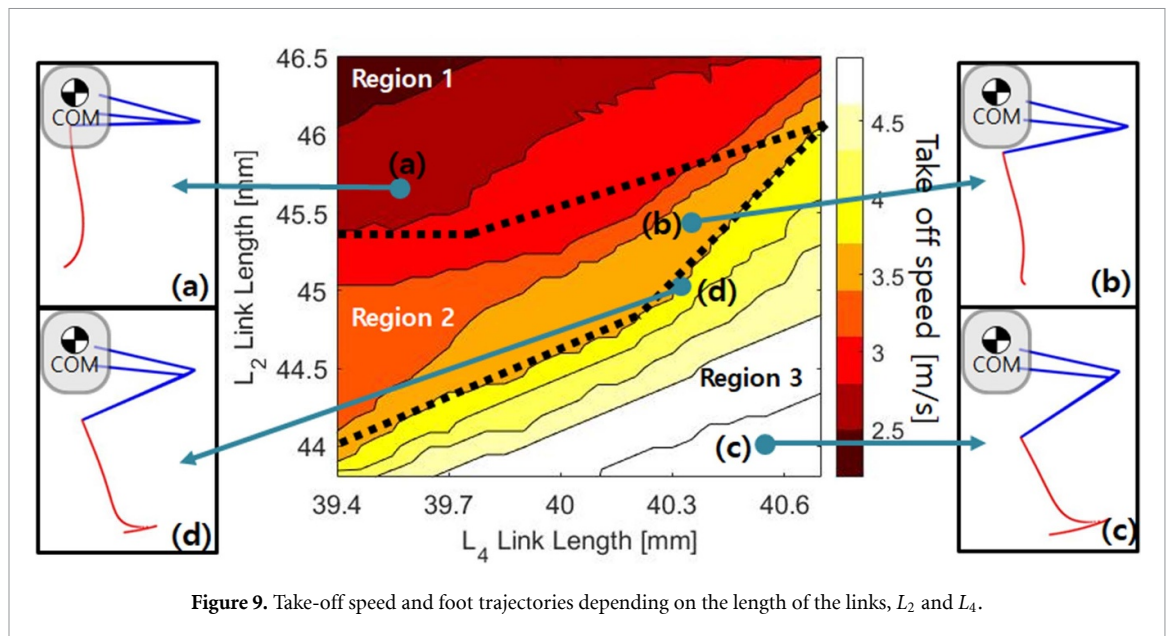 COM
(a)
COM
(d)
46.5
46
45.5
45
44.5
44
L2 Link Length [mm]
Region 1
(a)
(b)
(d)
Region 2
Region 3
(c)
39.4 39.7 40 40.3 40.6
L4 Link Length [mm]
4.5
4
3.5
3
2.5
Take off speed [m/s]
COM
(b)
COM
(c)
Figure 9. Take-off speed and foot trajectories depending on the length of the links, L2 and L4.